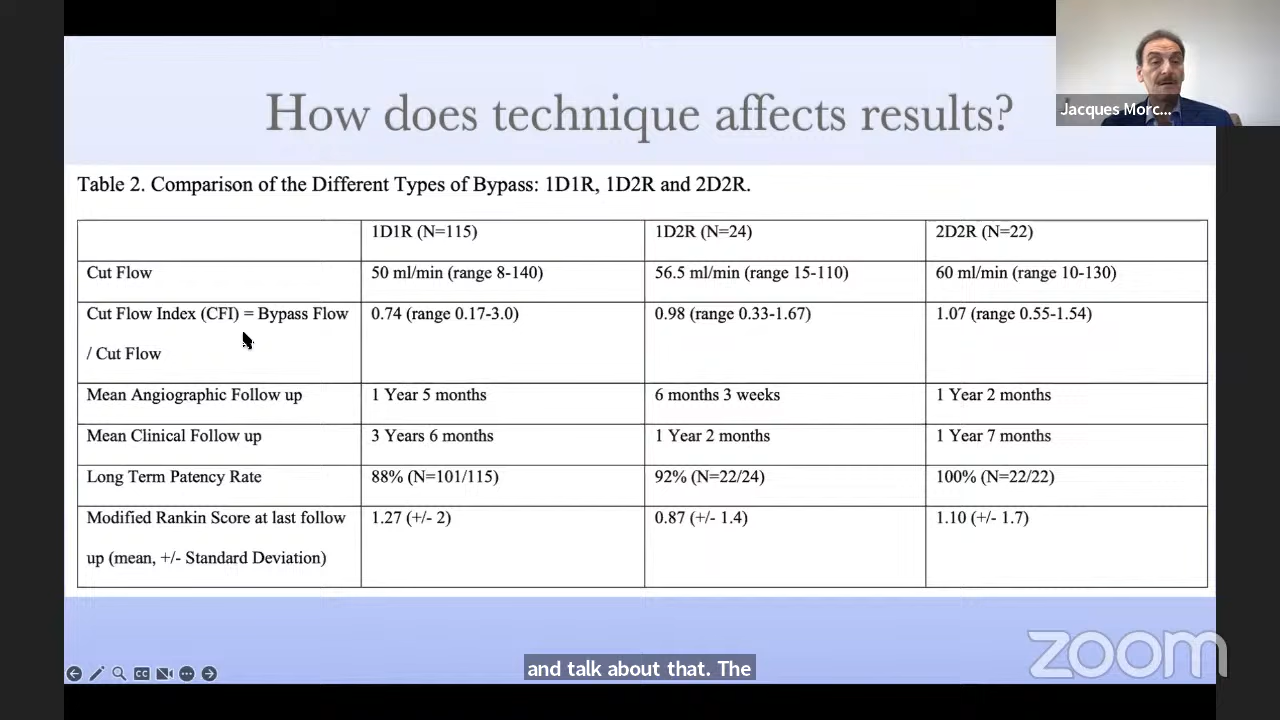 How does technique affects results?
Jacques Morc...
Table 2. Comparison of the Different Types of Bypass: 1D1R, 1D2R and 2D2R.
1D1R (N=115) 1D2R (N=24) 2D2R (N=22)
Cut Flow 50 ml/min (range 8-140) 56.5 ml/min (range 15-110) 60 ml/min (range 10-130)
Cut Flow Index (CFI) = Bypass Flow 0.74 (range 0.17-3.0) 0.98 (range 0.33-1.67) 1.07 (range 0.55-1.54)
/ Cut Flow
Mean Angiographic Follow up 1 Year 5 months 6 months 3 weeks 1 Year 2 months
Mean Clinical Follow up 3 Years 6 months 1 Year 2 months 1 Year 7 months
Long Term Patency Rate 88% (N=101/115) 92% (N=22/24) 100% (N=22/22)
Modified Rankin Score at last follow 1.27 (+/- 2) 0.87 (+/- 1.4) 1.10 (+/- 1.7)
up (mean, +/- Standard Deviation)
and talk about that. The
CC
zoom